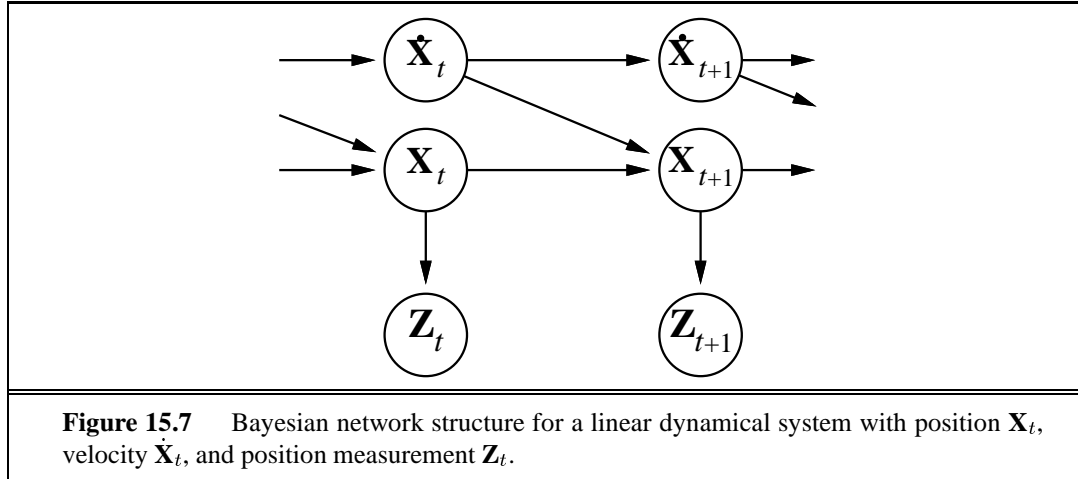 Ẋt Ẋt+1
Xt Xt+1
Zt Zt+1
Figure 15.7 Bayesian network structure for a linear dynamical system with position Xt,
velocity Ẋt, and position measurement Zt.